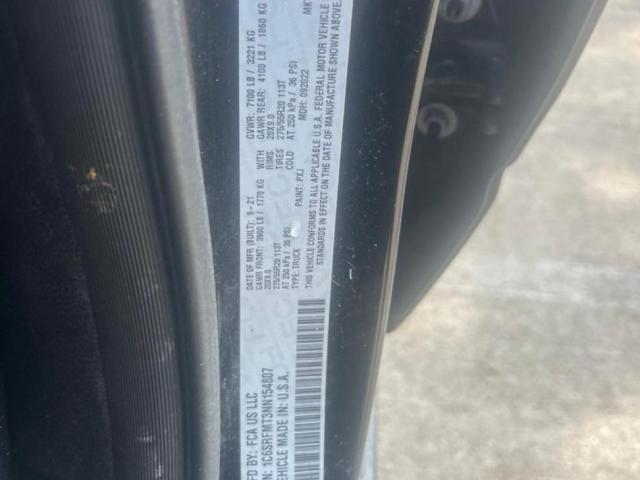 FD BY: FCA US LLC
DATE OF MFR (BUILT): 9-21
GVWR: 7100 LB / 3221 KG
GAWR FRONT: 3900 LB / 1770 KG WITH
GAWR REAR: 4100 LB / 1860 KG
20X9.0 RIMS 20X9.0
275/55R20 113T TIRES 275/55R20 113T
AT 250 kPa / 36 PSI COLD AT 250 kPa / 36 PSI
TYPE: TRUCK PAINT: PXJ MDH: 092022 MK
N: 1C6SRFMT3NN154807
THIS VEHICLE CONFORMS TO ALL APPLICABLE U.S.A. FEDERAL MOTOR VEHICLE
EHICLE MADE IN: U.S.A.
STANDARDS IN EFFECT ON THE DATE OF MANUFACTURE SHOWN ABOVE.